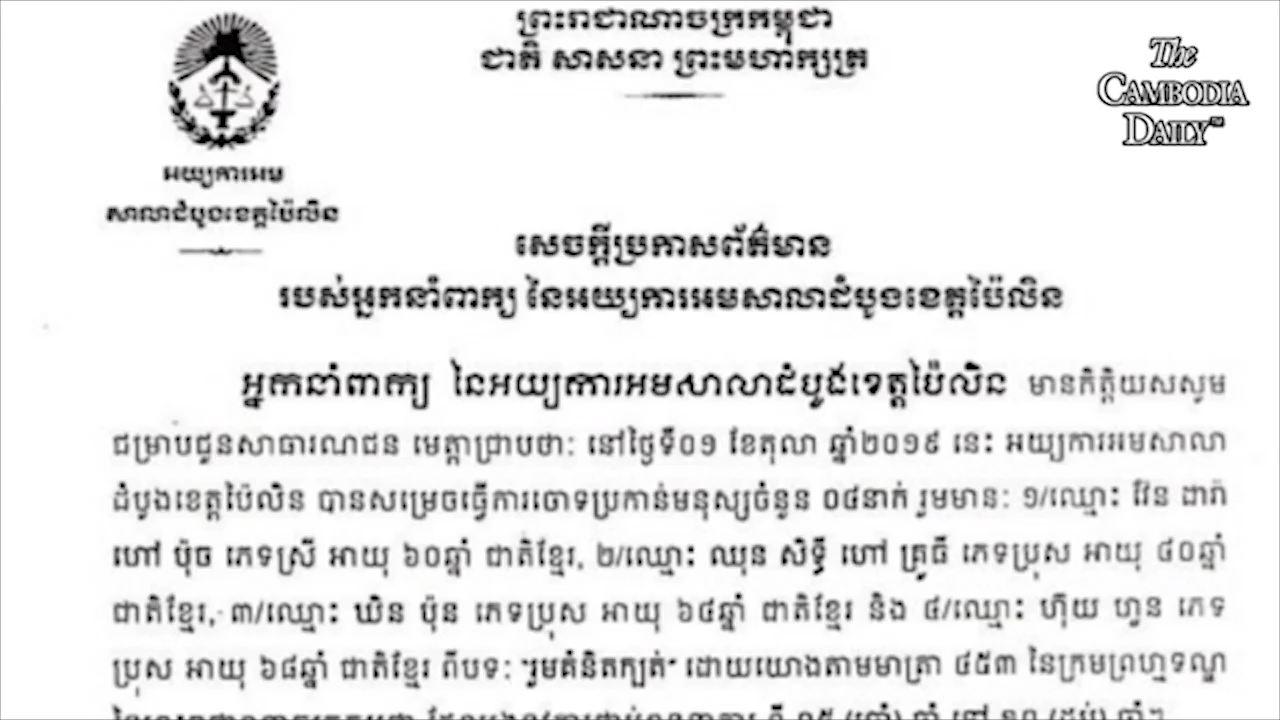 ព្រះរាជាណាចក្រកម្ពុជា
ជាតិ សាសនា ព្រះមហាក្សត្រ
The
CAMBODIA
DAILY
អយ្យការអម
សាលាដំបូងខេត្តប៉ៃលិន
សេចក្តីប្រកាសព័ត៌មាន
របស់អ្នកនាំពាក្យ នៃអយ្យការអមសាលាដំបូងខេត្តប៉ៃលិន
អ្នកនាំពាក្យ នៃអយ្យការអមសាលាដំបូងខេត្តប៉ៃលិន មានកិត្តិយសសូម
ជម្រាបជូនសាធារណជន មេត្តាជ្រាបថា: នៅថ្ងៃទី០១ ខែតុលា ឆ្នាំ២០១៩ នេះ អយ្យការអមសាលា
ដំបូងខេត្តប៉ៃលិន បានសម្រេចធ្វើការចោទប្រកាន់មនុស្សចំនួន ០៤នាក់ រួមមាន: ១/ឈ្មោះ វ៉ែន ដារ៉ា
ហៅ ប៉ុច ភេទស្រី អាយុ ៦០ឆ្នាំ ជាតិខ្មែរ, ២/ឈ្មោះ ឈុន សិទ្ធី ហៅ គ្រូធី ភេទប្រុស អាយុ ៤០ឆ្នាំ
ជាតិខ្មែរ, ៣/ឈ្មោះ ឃិន ប៉ុន ភេទប្រុស អាយុ ៦៤ឆ្នាំ ជាតិខ្មែរ និង ៤/ឈ្មោះ ហ៊ុយ ហួន ភេទ
ប្រុស អាយុ ៦៨ឆ្នាំ ជាតិខ្មែរ ពីបទ: "រួមគំនិតក្បត់" ដោយយោងតាមមាត្រា ៤៥៣ នៃក្រមព្រហ្មទណ្ឌ